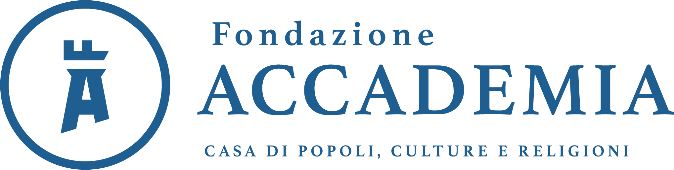 Fondazione
ACCADEMIA
CASA DI POPOLI, CULTURE E RELIGIONI